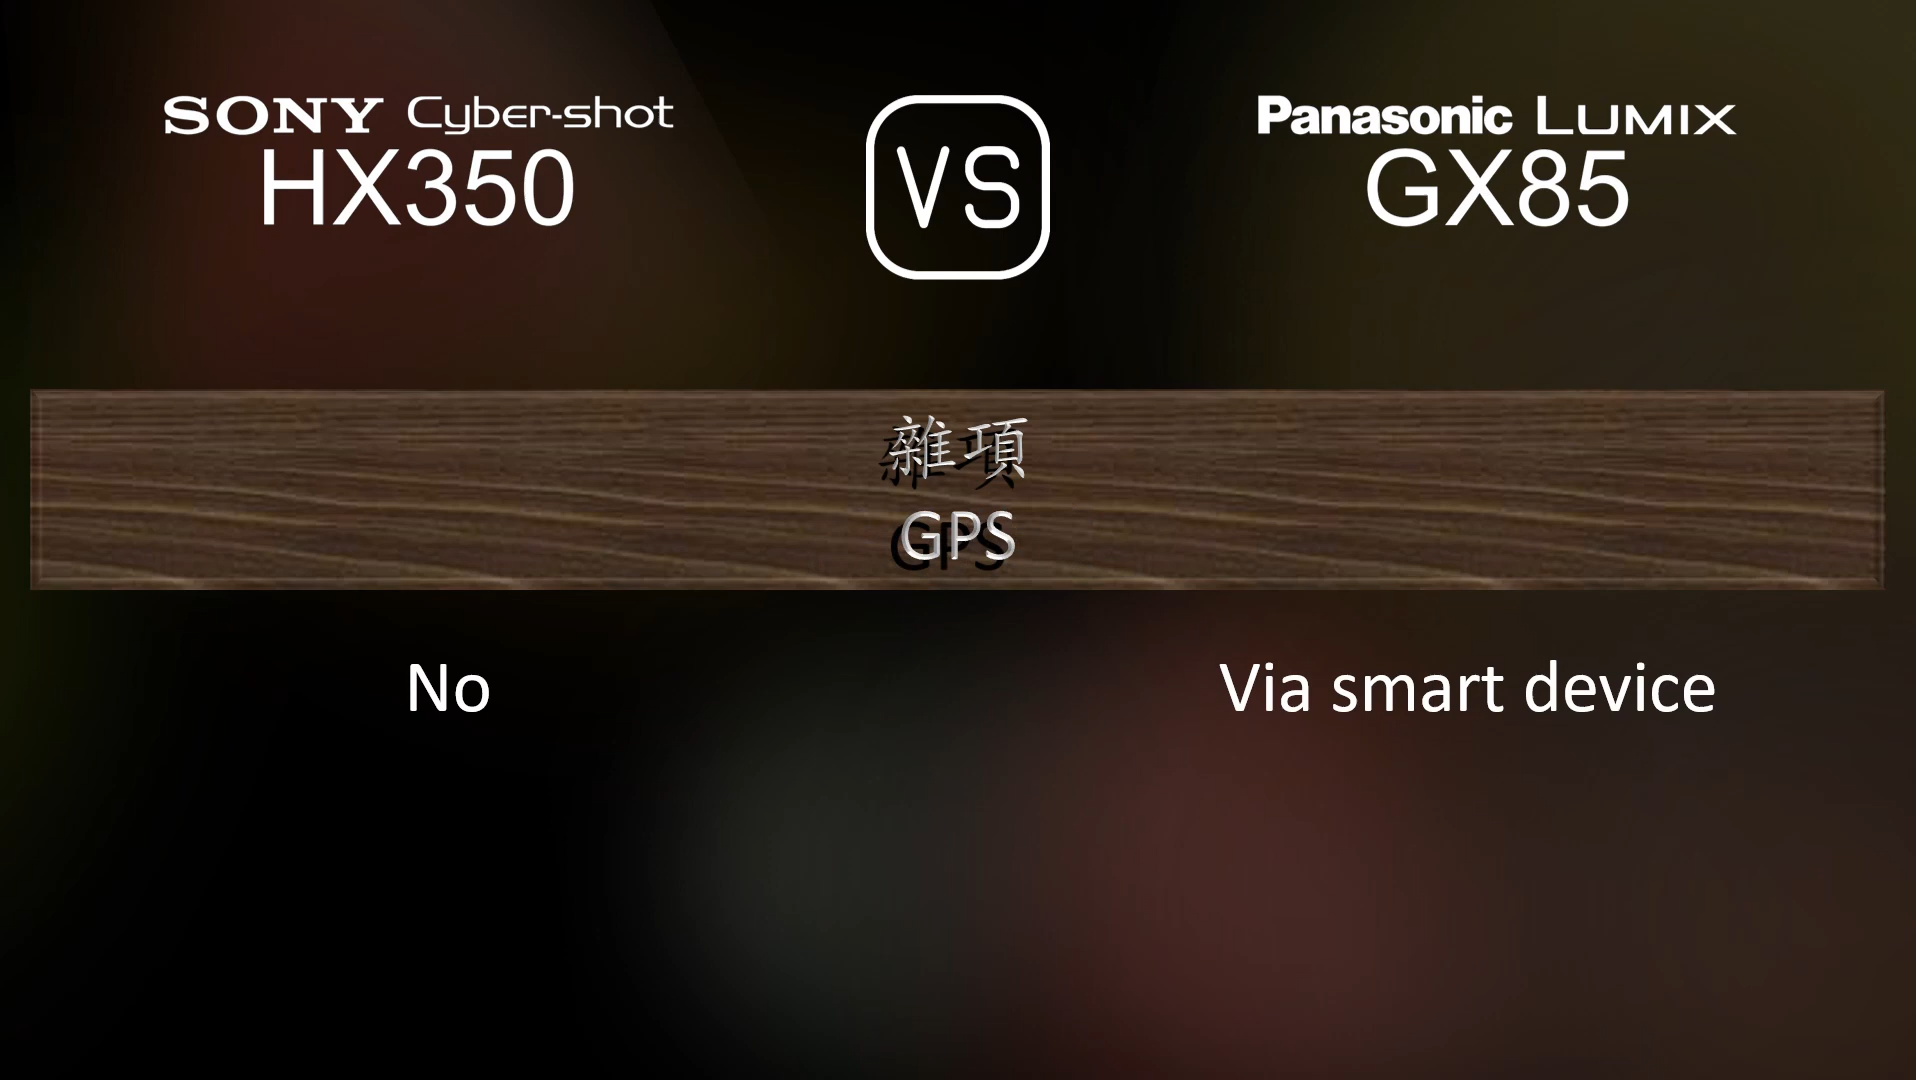 SONY Cyber-shot
HX350
VS
Panasonic LUMIX
GX85
雜項
GPS
No
Via smart device